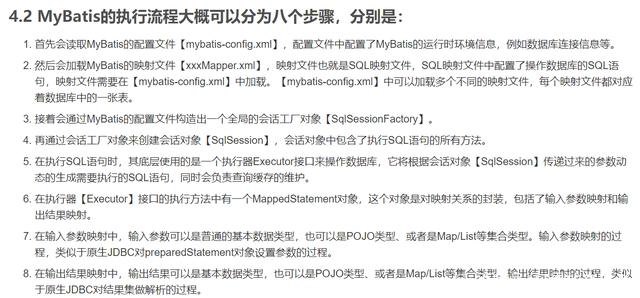 4.2 MyBatis的执行流程大概可以分为八个步骤，分别是：
1. 首先会读取MyBatis的配置文件【mybatis-config.xml】，配置文件中配置了MyBatis的运行时环境信息，例如数据库连接信息等。
2. 然后会加载MyBatis的映射文件【xxxMapper.xml】，映射文件也就是SQL映射文件，SQL映射文件中配置了操作数据库的SQL语
句，映射文件需要在【mybatis-config.xml】中加载。【mybatis-config.xml】中可以加载多个不同的映射文件，每个映射文件都对应
着数据库中的一张表。
3. 接着会通过MyBatis的配置文件构造出一个全局的会话工厂对象【SqlSessionFactory】。
4. 再通过会话工厂对象来创建会话对象【SqlSession】，会话对象中包含了执行SQL语句的所有方法。
5. 在执行SQL语句时，其底层使用的是一个执行器Executor接口来操作数据库，它将根据会话对象【SqlSession】传递过来的参数动
态的生成需要执行的SQL语句，同时会负责查询缓存的维护。
6. 在执行器【Executor】接口的执行方法中有一个MappedStatement对象，这个对象是对映射关系的封装，包括了输入参数映射和输
出结果映射。
7. 在输入参数映射中，输入参数可以是普通的基本数据类型，也可以是POJO类型、或者是Map/List等集合类型。输入参数映射的过
程，类似于原生JDBC对preparedStatement对象设置参数的过程。
8. 在输出结果映射中，输出结果可以是基本数据类型，也可以是POJO类型、或者是Map/List等集合类型，输出结果映射的过程，类似
于原生JDBC对结果集做解析的过程。